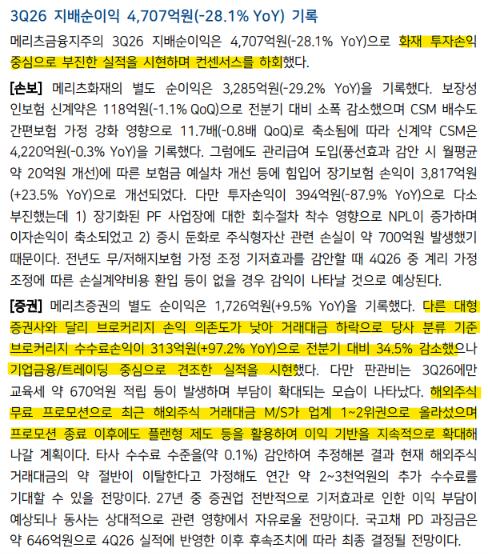 3Q26 지배순이익 4,707억원(-28.1% YoY) 기록
메리츠금융지주의 3Q26 지배순이익은 4,707억원(-28.1% YoY)으로 화재 투자손익
중심으로 부진한 실적을 시현하며 컨센서스를 하회했다.
[손보] 메리츠화재의 별도 순이익은 3,285억원(-29.2% YoY)을 기록했다. 보장성
인보험 신계약은 118억원(-1.1% QoQ)으로 전분기 대비 소폭 감소했으며 CSM 배수도
간편보험 가정 강화 영향으로 11.7배(-0.8배 QoQ)로 축소됨에 따라 신계약 CSM은
4,220억원(-0.3% YoY)을 기록했다. 그럼에도 관리급여 도입(풍선효과 감안 시 월평균
약 20억원 개선)에 따른 보험금 예실차 개선 등에 힘입어 장기보험 손익이 3,817억원
(+23.5% YoY)으로 개선되었다. 다만 투자손익이 394억원(-87.9% YoY)으로 다소
부진했는데 1) 장기화된 PF 사업장에 대한 회수절차 착수 영향으로 NPL이 증가하며
이자손익이 축소되었고 2) 증시 둔화로 주식형자산 관련 손실이 약 700억원 발생했기
때문이다. 전년도 무/저해지보험 가정 조정 기저효과를 감안할 때 4Q26 중 계리 가정
조정에 따른 손실계약비용 환입 등이 없을 경우 감익이 나타날 것으로 예상된다.
[증권] 메리츠증권의 별도 순이익은 1,726억원(+9.5% YoY)을 기록했다. 다른 대형
증권사와 달리 브로커리지 손익 의존도가 낮아 거래대금 하락으로 당사 분류 기준
브로커리지 수수료손익이 313억원(+97.2% YoY)으로 전분기 대비 34.5% 감소했으나
기업금융/트레이딩 중심으로 견조한 실적을 시현했다. 다만 판관비는 3Q26에만
교육세 약 670억원 적립 등이 발생하며 부담이 확대되는 모습이 나타났다. 해외주식
무료 프로모션으로 최근 해외주식 거래대금 M/S가 업계 1~2위권으로 올라섰으며
프로모션 종료 이후에도 플랜형 제도 등을 활용하여 이익 기반을 지속적으로 확대해
나갈 계획이다. 타사 수수료 수준을(약 0.1%) 감안하여 추정해본 결과 현재 해외주식
거래대금의 약 절반이 이탈한다고 가정해도 연간 약 2~3천억원의 추가 수수료를
기대할 수 있을 전망이다. 27년 중 증권업 전반적으로 기저효과로 인한 이익 부담이
예상되나 동사는 상대적으로 관련 영향에서 자유로울 전망이다. 국고채 PD 과징금은
약 646억원으로 4Q26 실적에 반영한 이후 후속조치에 따라 최종 결정될 전망이다.